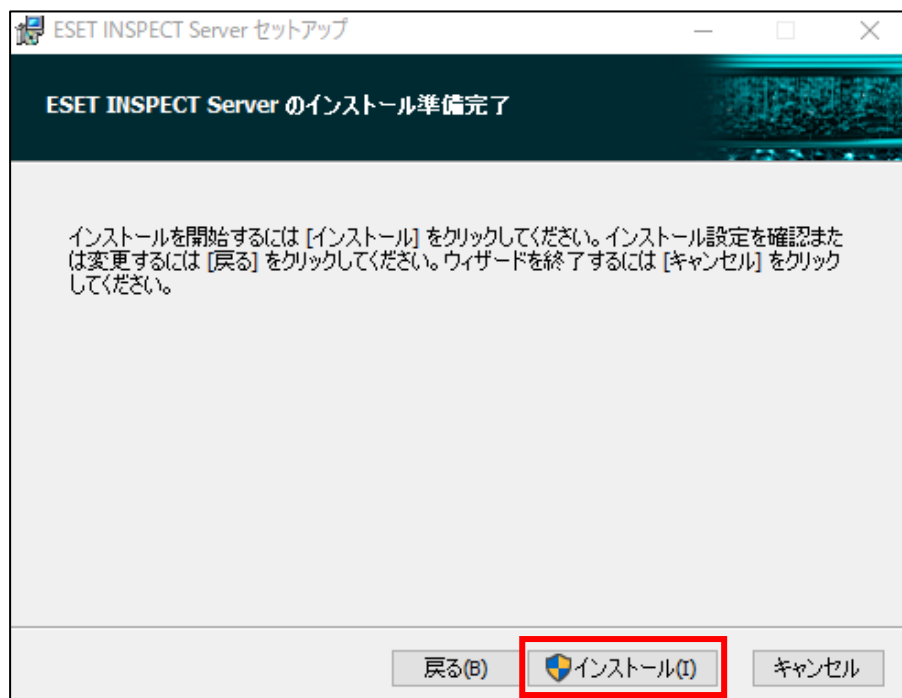 ESET INSPECT Server セットアップ
ESET INSPECT Server のインストール準備完了
インストールを開始するには [インストール] をクリックしてください。インストール設定を確認また
は変更するには [戻る] をクリックしてください。ウィザードを終了するには [キャンセル] をクリック
してください。
戻る(B) インストール(I) キャンセル